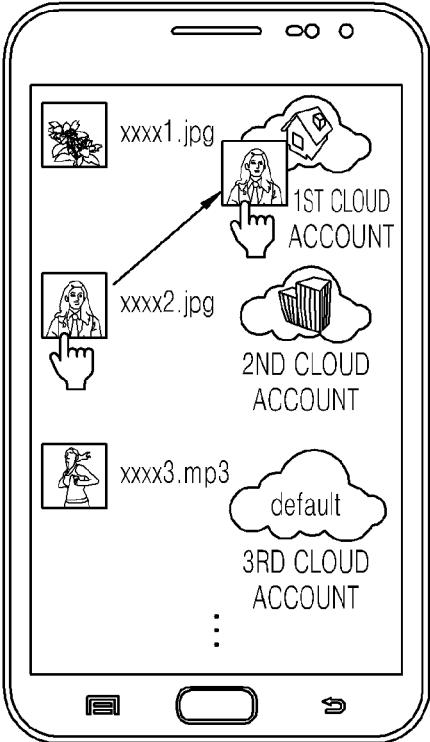 xxxx1.jpg
1ST CLOUD
ACCOUNT
xxxx2.jpg
2ND CLOUD
ACCOUNT
xxxx3.mp3
default
3RD CLOUD
ACCOUNT